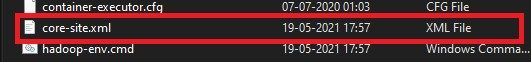 container-executor.cfg 07-07-2020 01:03 CFG File
core-site.xml 19-05-2021 17:57 XML File
hadoop-env.cmd 19-05-2021 17:57 Windows Comma...